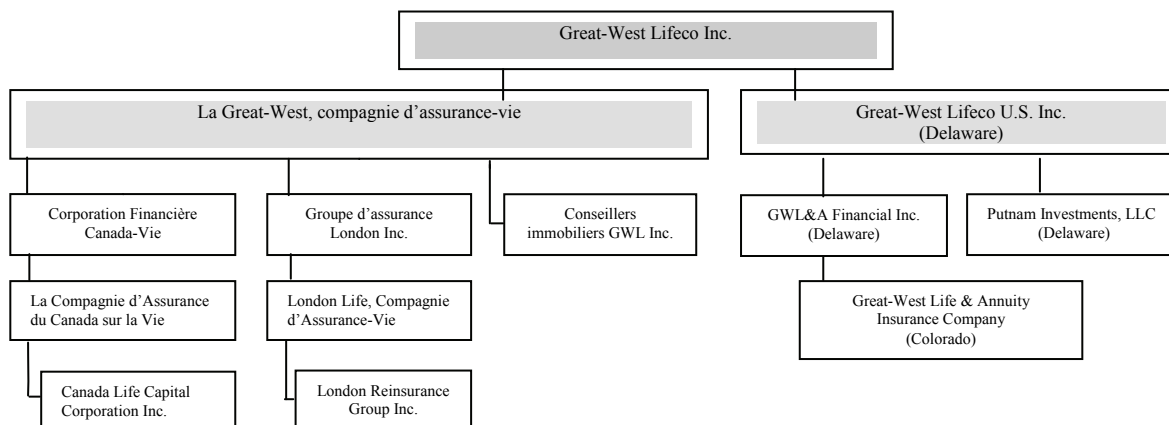 Great-West Lifeco Inc.
La Great-West, compagnie d'assurance-vie
Great-West Lifeco U.S. Inc.
(Delaware)
Corporation Financière
Canada-Vie
Groupe d'assurance
London Inc.
Conseillers
immobiliers GWL Inc.
GWL&A Financial Inc.
(Delaware)
Putnam Investments, LLC
(Delaware)
La Compagnie d'Assurance
du Canada sur la Vie
London Life, Compagnie
d'Assurance-Vie
Great-West Life & Annuity
Insurance Company
(Colorado)
Canada Life Capital
Corporation Inc.
London Reinsurance
Group Inc.